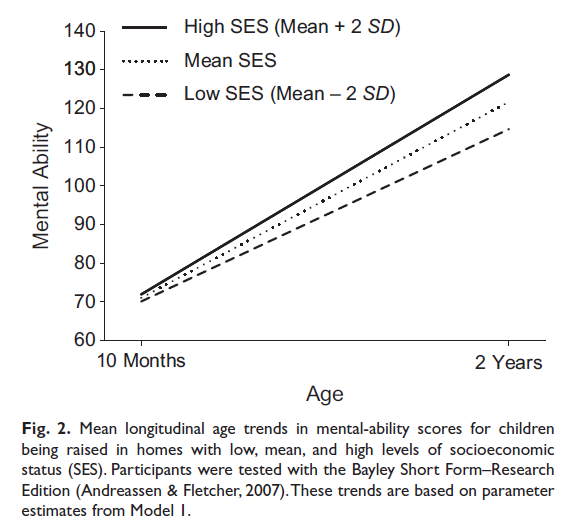 140
130
120
110
100
90
80
70
60
Mental Ability
High SES (Mean + 2 SD)
Mean SES
Low SES (Mean – 2 SD)
10 Months
2 Years
Age
Fig. 2. Mean longitudinal age trends in mental-ability scores for children
being raised in homes with low, mean, and high levels of socioeconomic
status (SES). Participants were tested with the Bayley Short Form–Research
Edition (Andreassen & Fletcher, 2007). These trends are based on parameter
estimates from Model 1.